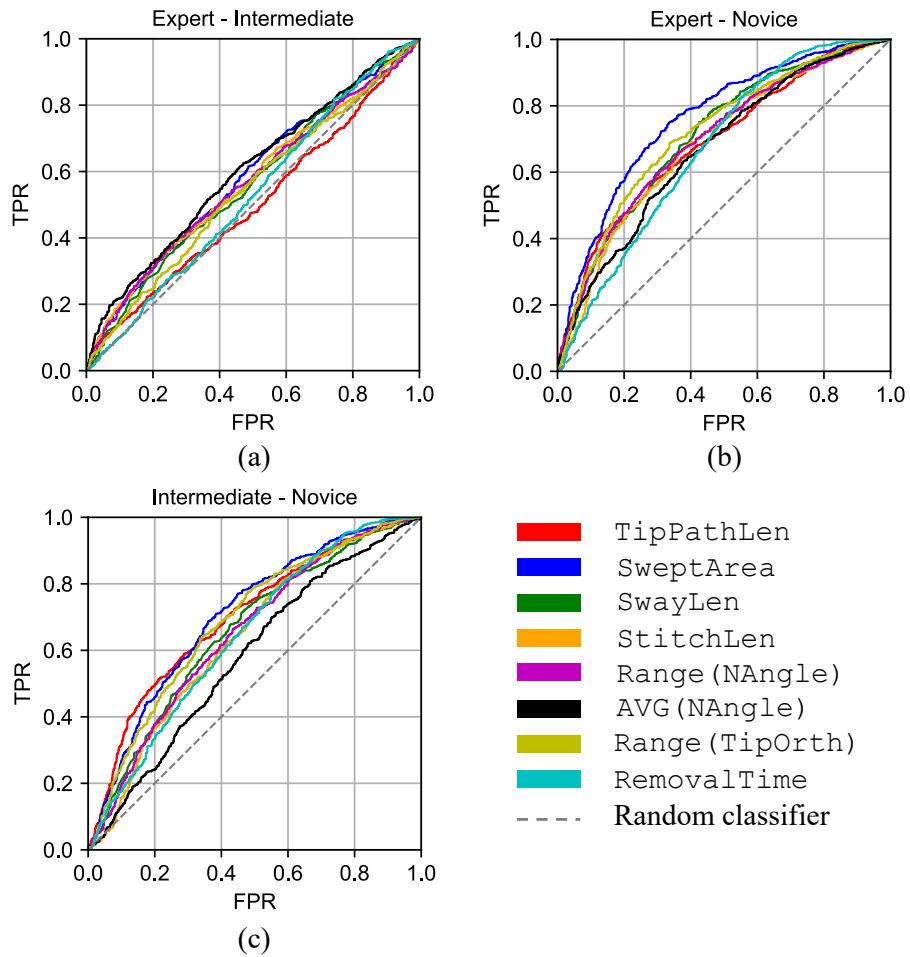 Expert - Intermediate
1.0
0.8
0.6
0.4
0.2
0.0
TPR
0.0 0.2 0.4 0.6 0.8 1.0
FPR
(a)
Expert - Novice
1.0
0.8
0.6
0.4
0.2
0.0
TPR
0.0 0.2 0.4 0.6 0.8 1.0
FPR
(b)
Intermediate - Novice
1.0
0.8
0.6
0.4
0.2
0.0
TPR
0.0 0.2 0.4 0.6 0.8 1.0
FPR
(c)
TipPathLen
SweptArea
SwayLen
StitchLen
Range(NAngle)
AVG(NAngle)
Range(TipOrth)
RemovalTime
Random classifier